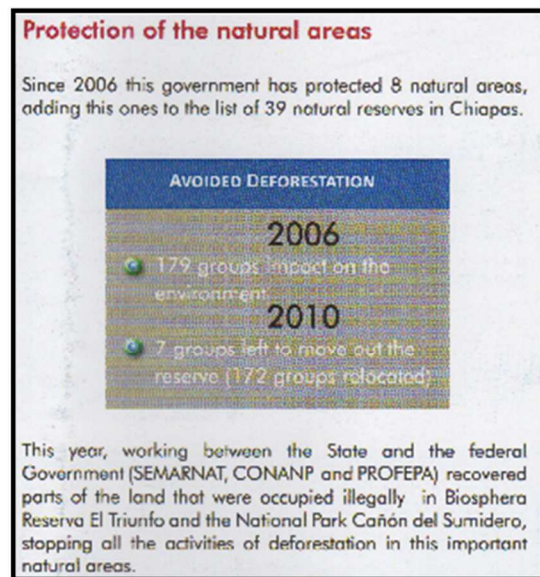 Protection of the natural areas
Since 2006 this government has protected 8 natural areas,
adding this ones to the list of 39 natural reserves in Chiapas.
AVOIDED DEFORESTATION
2006
179 groups impact on the
environment
2010
7 groups left to move out the
reserve (172 groups relocated)
This year, working between the State and the federal
Government (SEMARNAT, CONANP and PROFEPA) recovered
parts of the land that were occupied illegally in Biosphera
Reserva El Triunfo and the National Park Cañón del Sumidero,
stopping all the activities of deforestation in this important
natural areas.